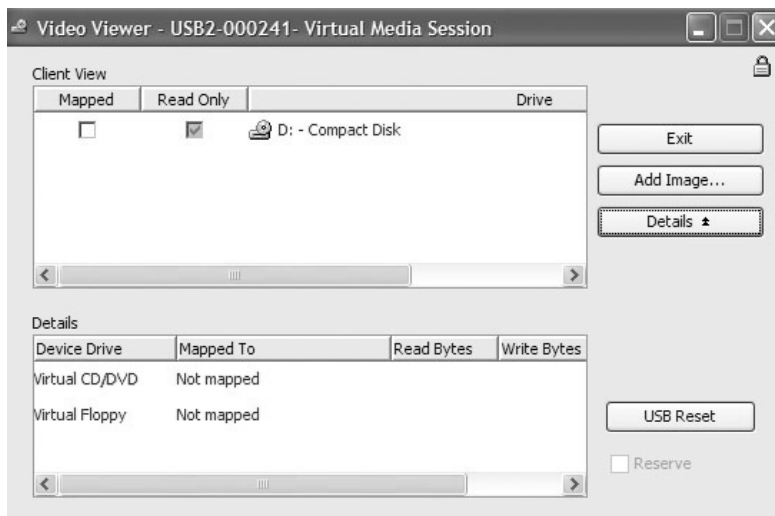 Video Viewer - USB2-000241- Virtual Media Session
Client View
Mapped Read Only Drive
D: - Compact Disk
Exit
Add Image...
Details
Details
Device Drive Mapped To Read Bytes Write Bytes
Virtual CD/DVD Not mapped
Virtual Floppy Not mapped
USB Reset
Reserve